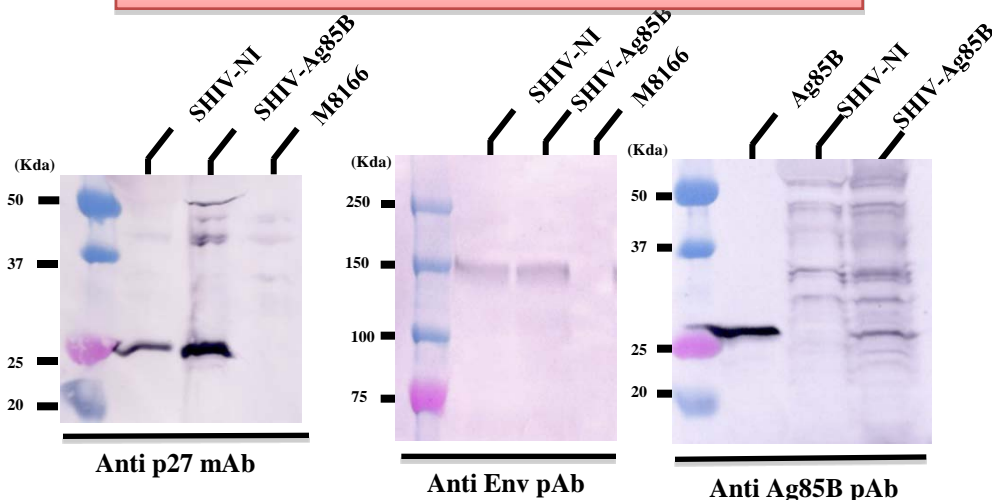 SHIV-NI
SHIV-Ag85B
M8166
(Kda)
50
37
25
20
Anti p27 mAb
SHIV-NI
SHIV-Ag85B
M8166
(Kda)
250
150
100
75
Anti Env pAb
Ag85B
SHIV-NI
SHIV-Ag85B
(Kda)
50
37
25
20
Anti Ag85B pAb